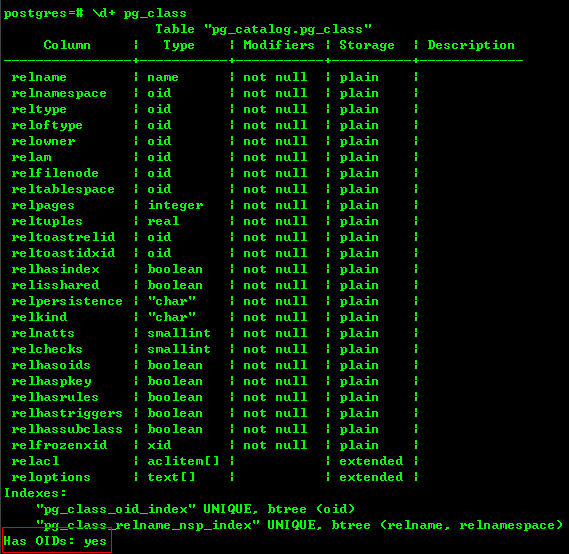 postgres=# \d+ pg_class
Table "pg_catalog.pg_class"
Column ¦ Type ¦ Modifiers ¦ Storage ¦ Description
----------------+-----------+-----------+----------+-------------
relname ¦ name ¦ not null ¦ plain ¦
relnamespace ¦ oid ¦ not null ¦ plain ¦
reltype ¦ oid ¦ not null ¦ plain ¦
reloftype ¦ oid ¦ not null ¦ plain ¦
relowner ¦ oid ¦ not null ¦ plain ¦
relam ¦ oid ¦ not null ¦ plain ¦
relfilenode ¦ oid ¦ not null ¦ plain ¦
reltablespace ¦ oid ¦ not null ¦ plain ¦
relpages ¦ integer ¦ not null ¦ plain ¦
reltuples ¦ real ¦ not null ¦ plain ¦
reltoastrelid ¦ oid ¦ not null ¦ plain ¦
reltoastidxid ¦ oid ¦ not null ¦ plain ¦
relhasindex ¦ boolean ¦ not null ¦ plain ¦
relisshared ¦ boolean ¦ not null ¦ plain ¦
relpersistence ¦ "char" ¦ not null ¦ plain ¦
relkind ¦ "char" ¦ not null ¦ plain ¦
relnatts ¦ smallint ¦ not null ¦ plain ¦
relchecks ¦ smallint ¦ not null ¦ plain ¦
relhasoids ¦ boolean ¦ not null ¦ plain ¦
relhaspkey ¦ boolean ¦ not null ¦ plain ¦
relhasrules ¦ boolean ¦ not null ¦ plain ¦
relhastriggers ¦ boolean ¦ not null ¦ plain ¦
relhassubclass ¦ boolean ¦ not null ¦ plain ¦
relfrozenxid ¦ xid ¦ not null ¦ plain ¦
relacl ¦ aclitem[] ¦ ¦ extended ¦
reloptions ¦ text[] ¦ ¦ extended ¦
Indexes:
"pg_class_oid_index" UNIQUE, btree (oid)
"pg_class_relname_nsp_index" UNIQUE, btree (relname, relnamespace)
Has OIDs: yes